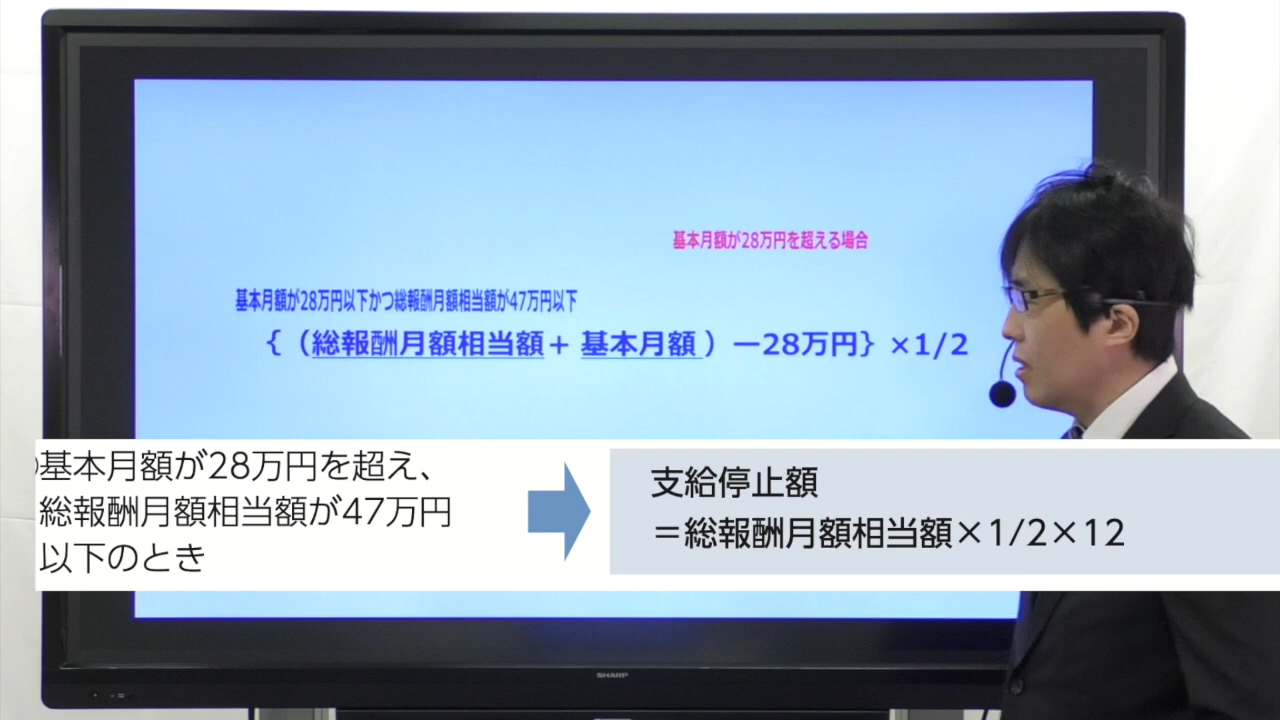 基本月額が28万円を超える場合
基本月額が28万円以下かつ総報酬月額相当額が47万円以下
{（総報酬月額相当額＋基本月額）ー28万円}×1/2
基本月額が28万円を超え、
総報酬月額相当額が47万円
以下のとき
支給停止額
＝総報酬月額相当額×1/2×12
SHARP